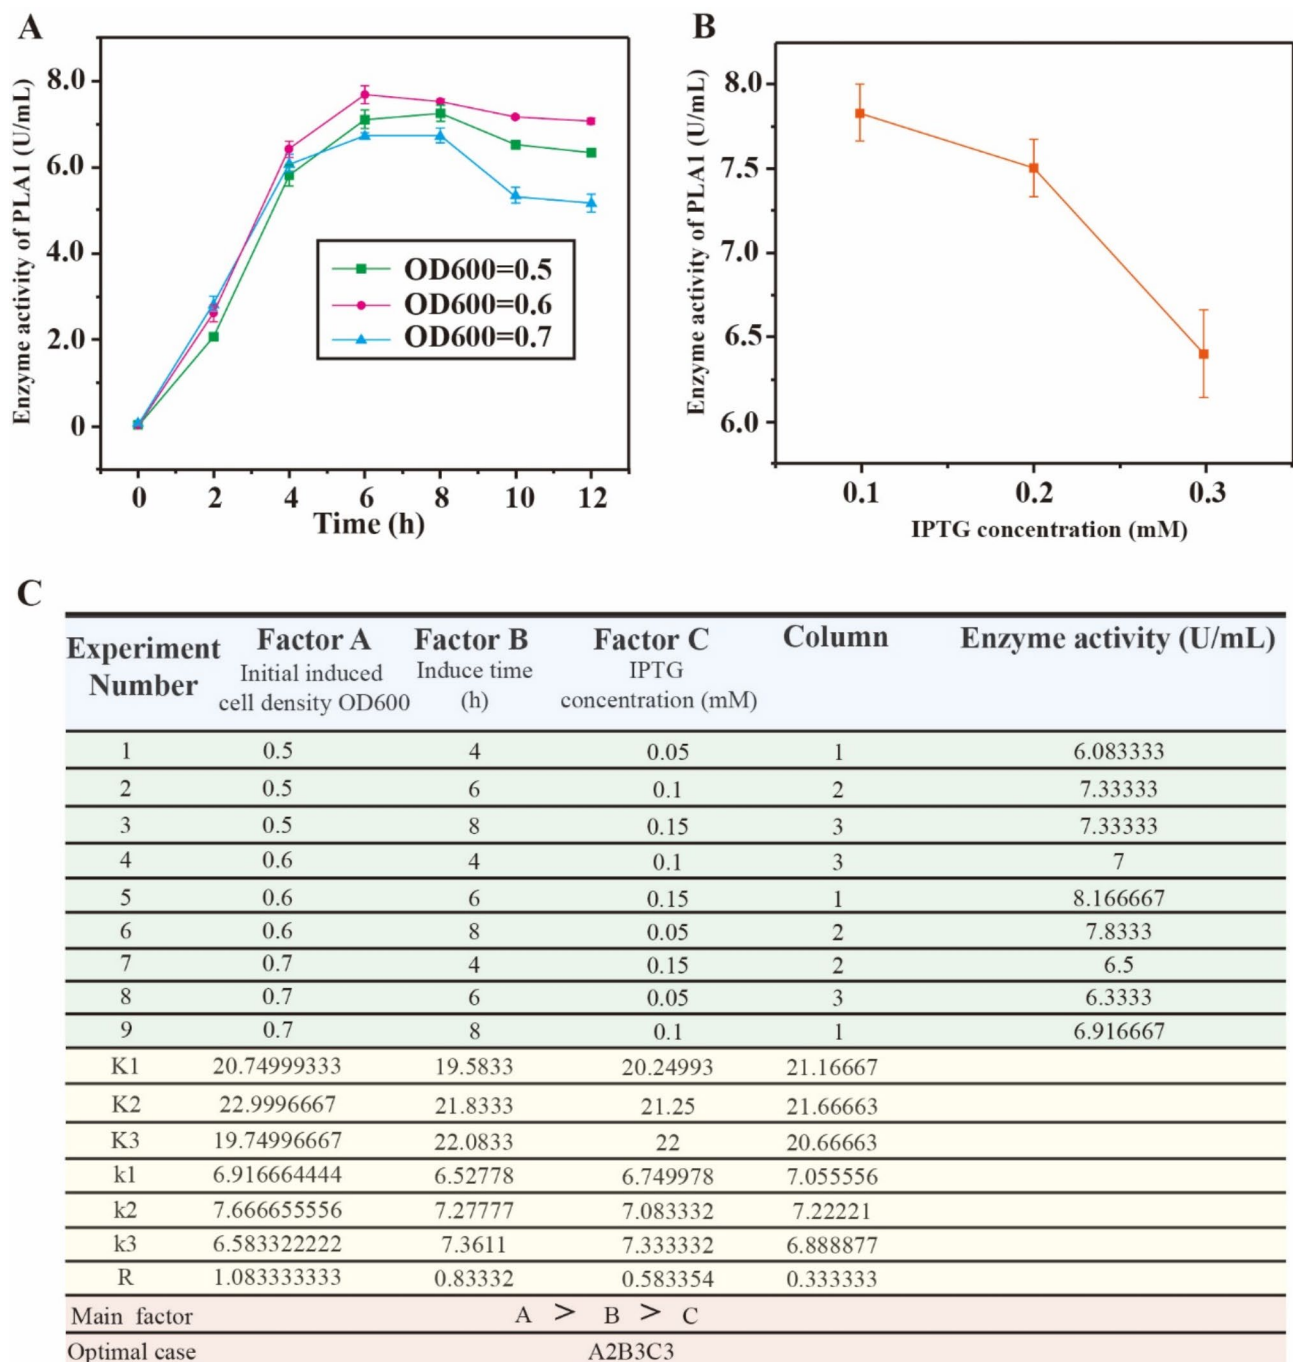 A
Enzyme activity of PLA1 (U/mL)
8.0
6.0
4.0
2.0
0
OD600=0.5
OD600=0.6
OD600=0.7
0 2 4 6 8 10 12
Time (h)
B
Enzyme activity of PLA1 (U/mL)
8.0
7.5
7.0
6.5
6.0
0.1 0.2 0.3
IPTG concentration (mM)
C
Experiment Number Factor A Initial induced cell density OD600 Factor B Induce time (h) Factor C IPTG concentration (mM) Column Enzyme activity (U/mL)
1 0.5 4 0.05 1 6.083333
2 0.5 6 0.1 2 7.33333
3 0.5 8 0.15 3 7.33333
4 0.6 4 0.1 3 7
5 0.6 6 0.15 1 8.166667
6 0.6 8 0.05 2 7.8333
7 0.7 4 0.15 2 6.5
8 0.7 6 0.05 3 6.3333
9 0.7 8 0.1 1 6.916667
K1 20.74999333 19.5833 20.24993 21.16667
K2 22.9996667 21.8333 21.25 21.66663
K3 19.74996667 22.0833 22 20.66663
k1 6.916664444 6.52778 6.749978 7.055556
k2 7.666655556 7.27777 7.083332 7.22221
k3 6.583322222 7.3611 7.333332 6.888877
R 1.083333333 0.83332 0.583354 0.333333
Main factor A > B > C
Optimal case A2B3C3